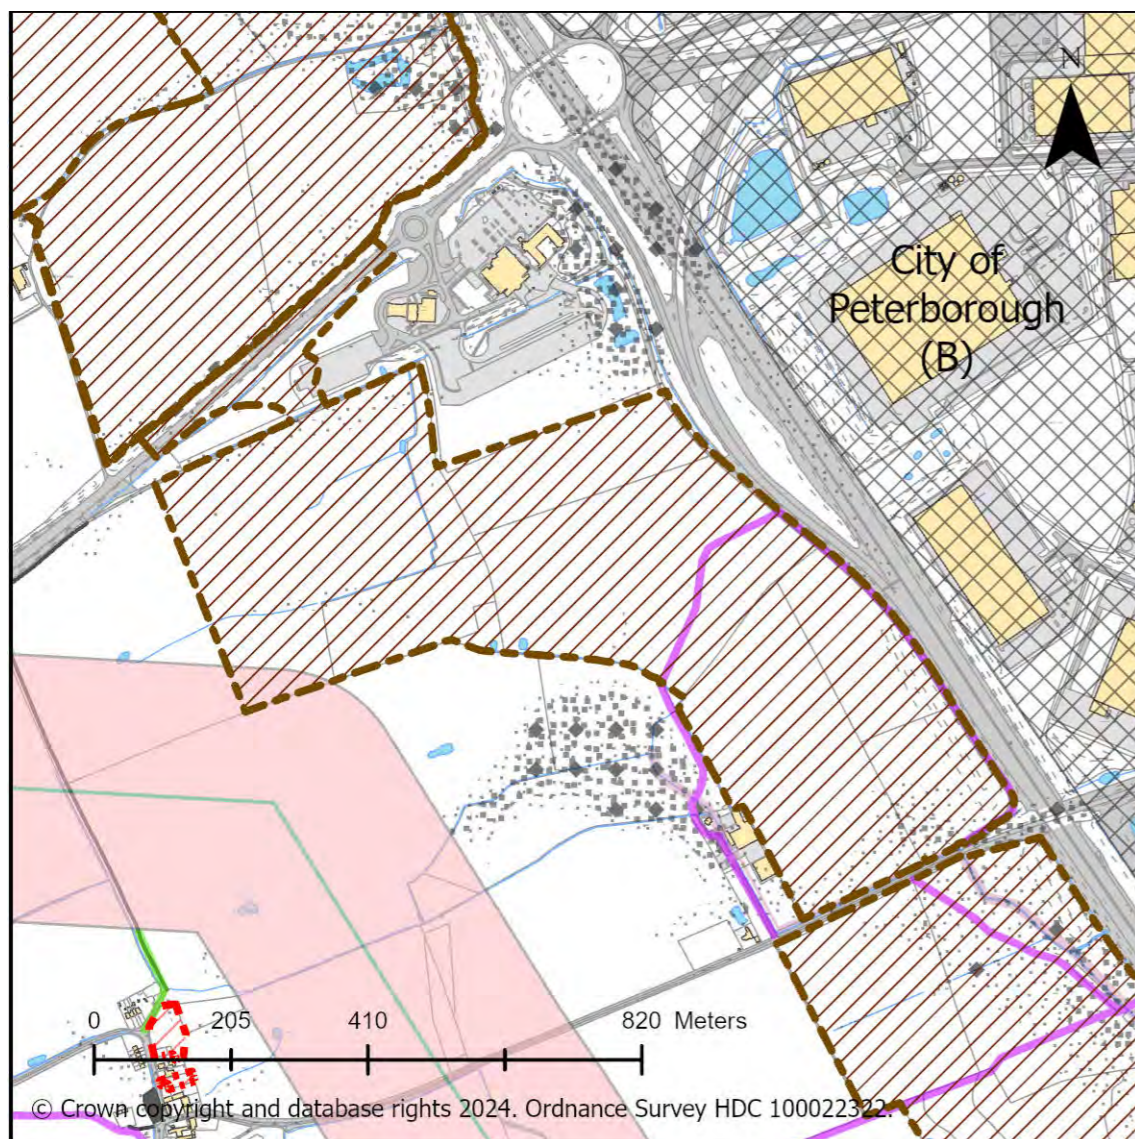 N
City of
Peterborough
(B)
0 205 410 820 Meters
© Crown copyright and database rights 2024. Ordnance Survey HDC 100022322.